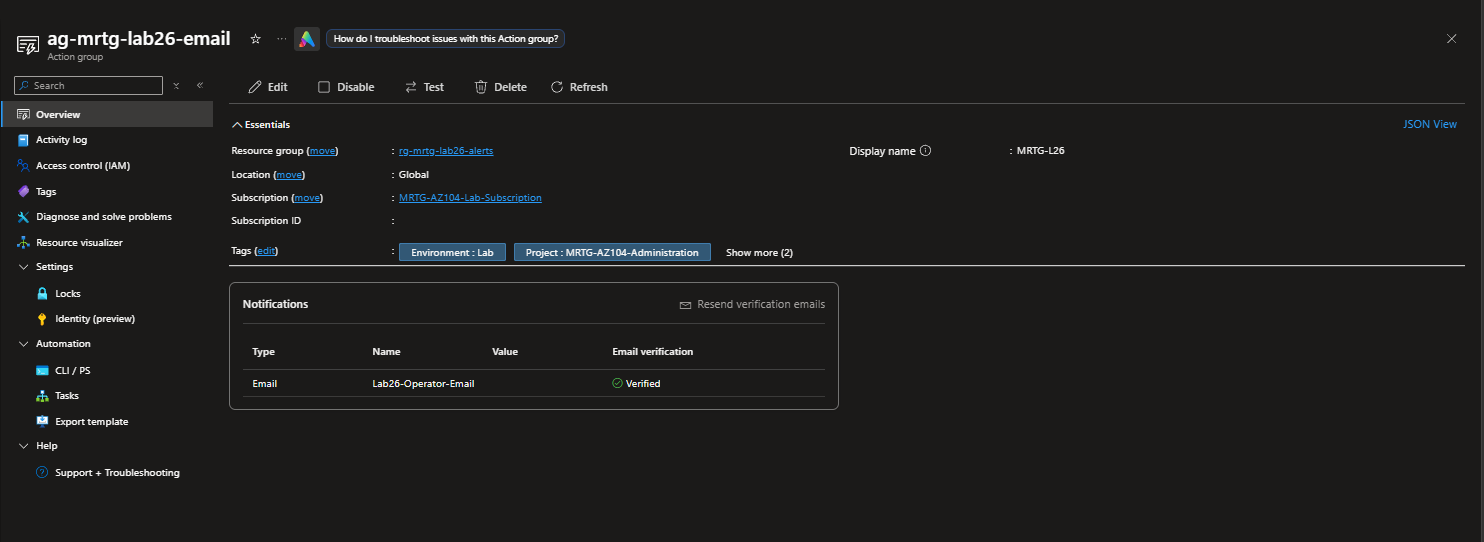 ag-mrtg-lab26-email
How do I troubleshoot issues with this Action group?
Action group
Search
Edit Disable Test Delete Refresh
Overview
Activity log
Access control (IAM)
Tags
Diagnose and solve problems
Resource visualizer
Settings
Locks
Identity (preview)
Automation
CLI / PS
Tasks
Export template
Help
Support + Troubleshooting
Essentials
JSON View
Resource group (move) : rg-mrtg-lab26-alerts
Display name : MRTG-L26
Location (move) : Global
Subscription (move) : MRTG-AZ104-Lab-Subscription
Subscription ID :
Tags (edit) : Environment : Lab Project : MRTG-AZ104-Administration Show more (2)
Notifications
Resend verification emails
Type Name Value Email verification
Email Lab26-Operator-Email Verified